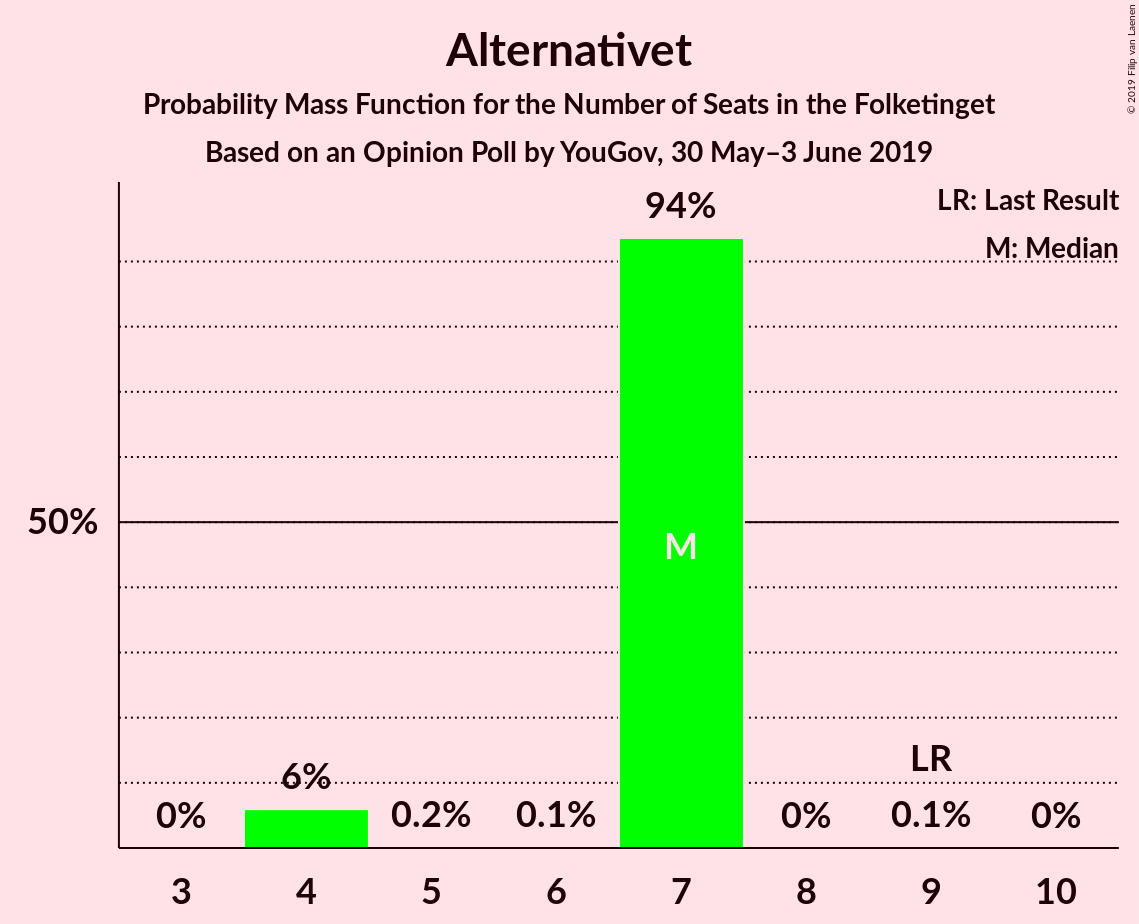 Alternativet
Probability Mass Function for the Number of Seats in the Folketinget
Based on an Opinion Poll by YouGov, 30 May–3 June 2019
© 2019 Filip van Laenen
LR: Last Result
M: Median
94%
50%
M
LR
0%
6%
0.2%
0.1%
0%
0.1%
0%
3 4 5 6 7 8 9 10